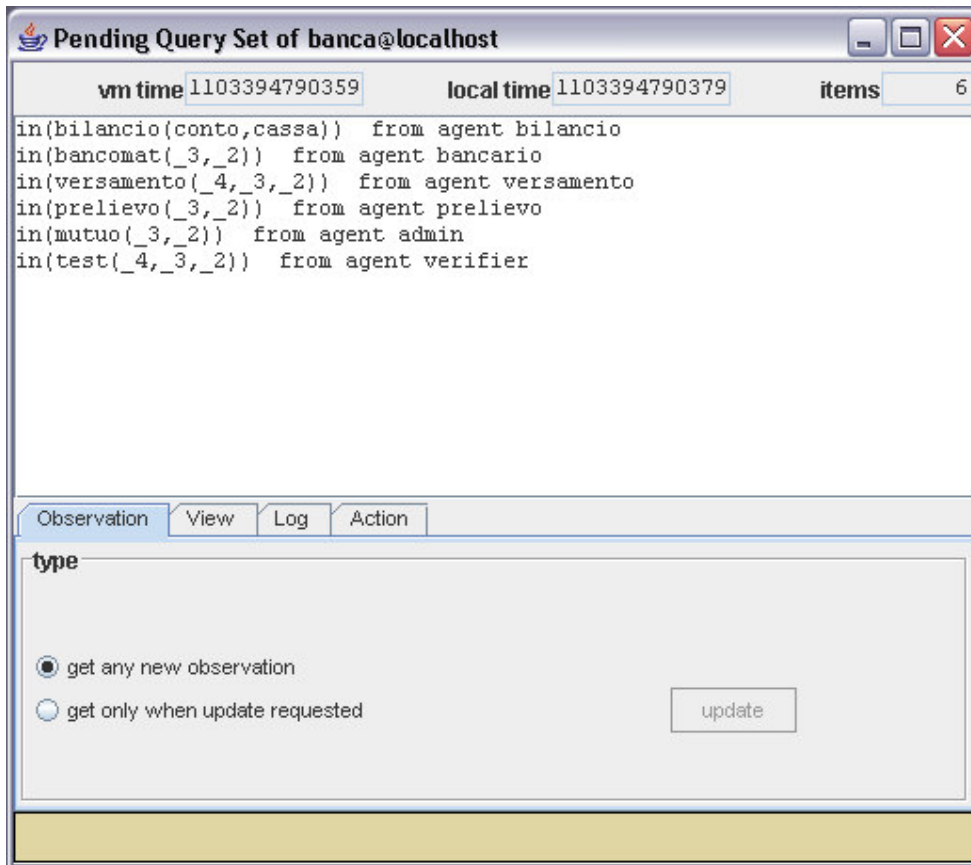 Pending Query Set of banca@localhost
vm time 1103394790359 local time 1103394790379 items 6
in(bilancio(conto,cassa))  from agent bilancio
in(bancomat(_3,_2))  from agent bancario
in(versamento(_4,_3,_2))  from agent versamento
in(prelievo(_3,_2))  from agent prelievo
in(mutuo(_3,_2))  from agent admin
in(test(_4,_3,_2))  from agent verifier
Observation View Log Action
type
get any new observation
get only when update requested update